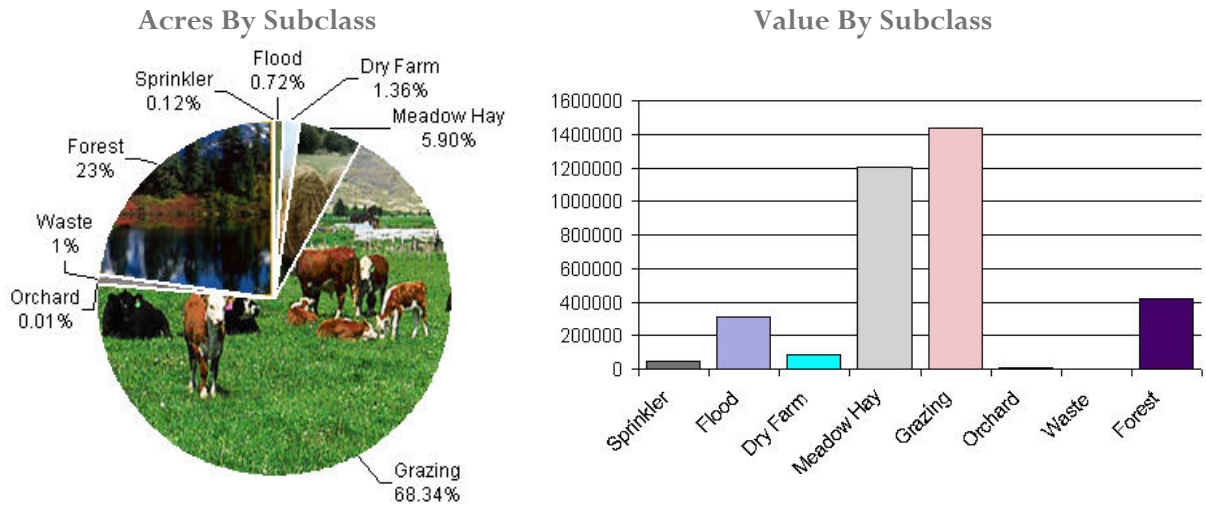 Acres By Subclass
Flood
0.72%
Dry Farm
1.36%
Sprinkler
0.12%
Meadow Hay
5.90%
Forest
23%
Waste
1%
Orchard
0.01%
Grazing
68.34%
Value By Subclass
1600000
1400000
1200000
1000000
800000
600000
400000
200000
0
Sprinkler
Flood
Dry Farm
Meadow Hay
Grazing
Orchard
Waste
Forest